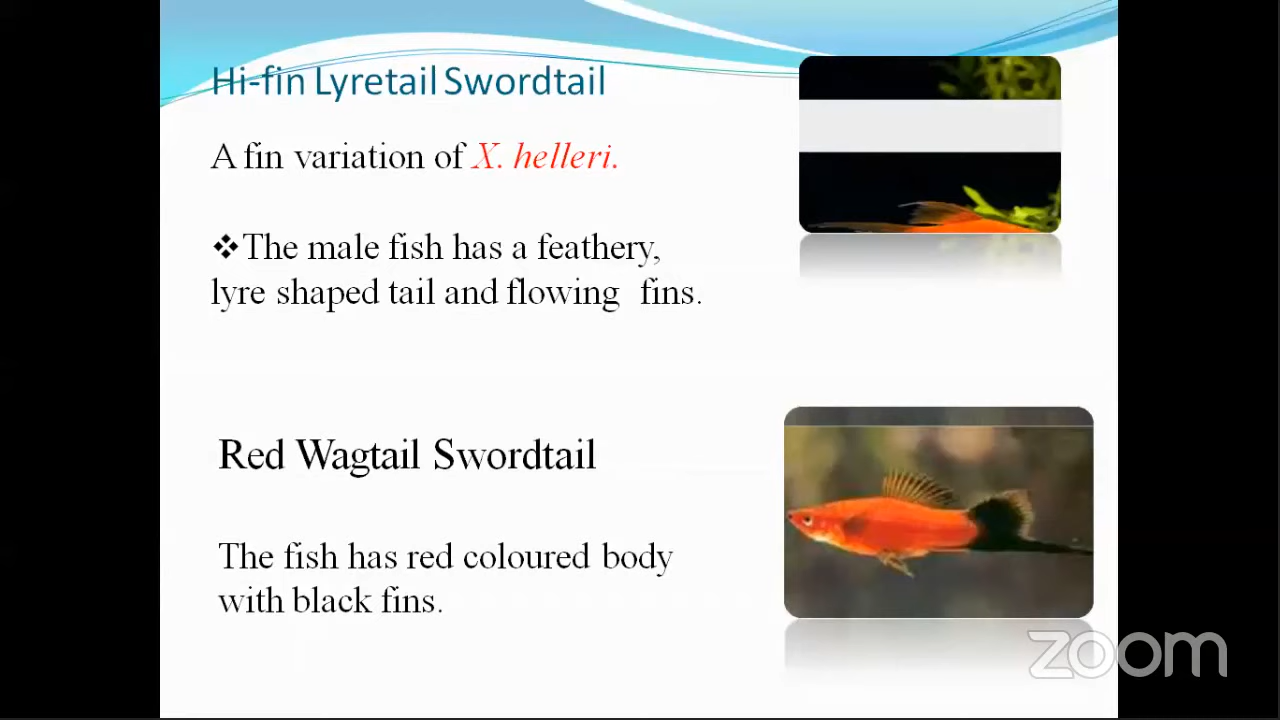 Hi-fin Lyretail Swordtail
A fin variation of X. helleri.
❖The male fish has a feathery,
lyre shaped tail and flowing fins.
Red Wagtail Swordtail
The fish has red coloured body
with black fins.
zoom